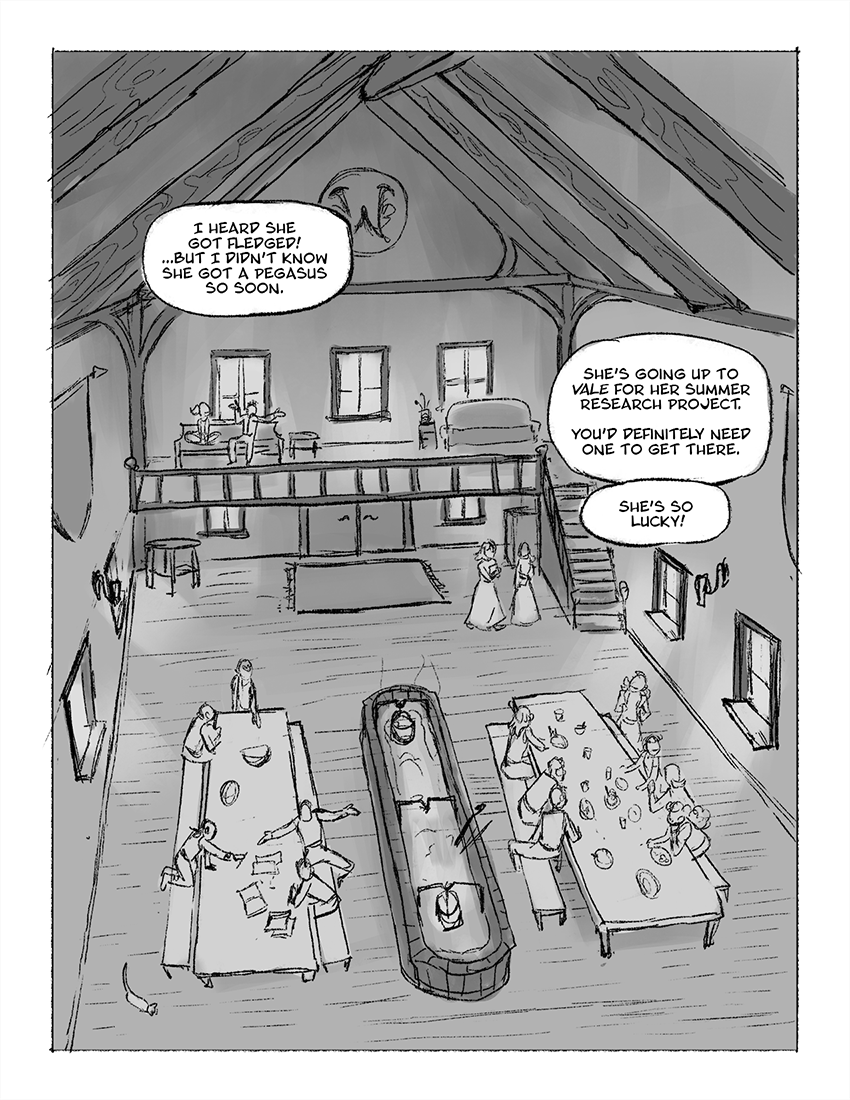 I HEARD SHE
GOT FLEDGED!
...BUT I DIDN'T KNOW
SHE GOT A PEGASUS
SO SOON.
SHE'S GOING UP TO
VALE FOR HER SUMMER
RESEARCH PROJECT.
YOU'D DEFINITELY NEED
ONE TO GET THERE.
SHE'S SO
LUCKY!